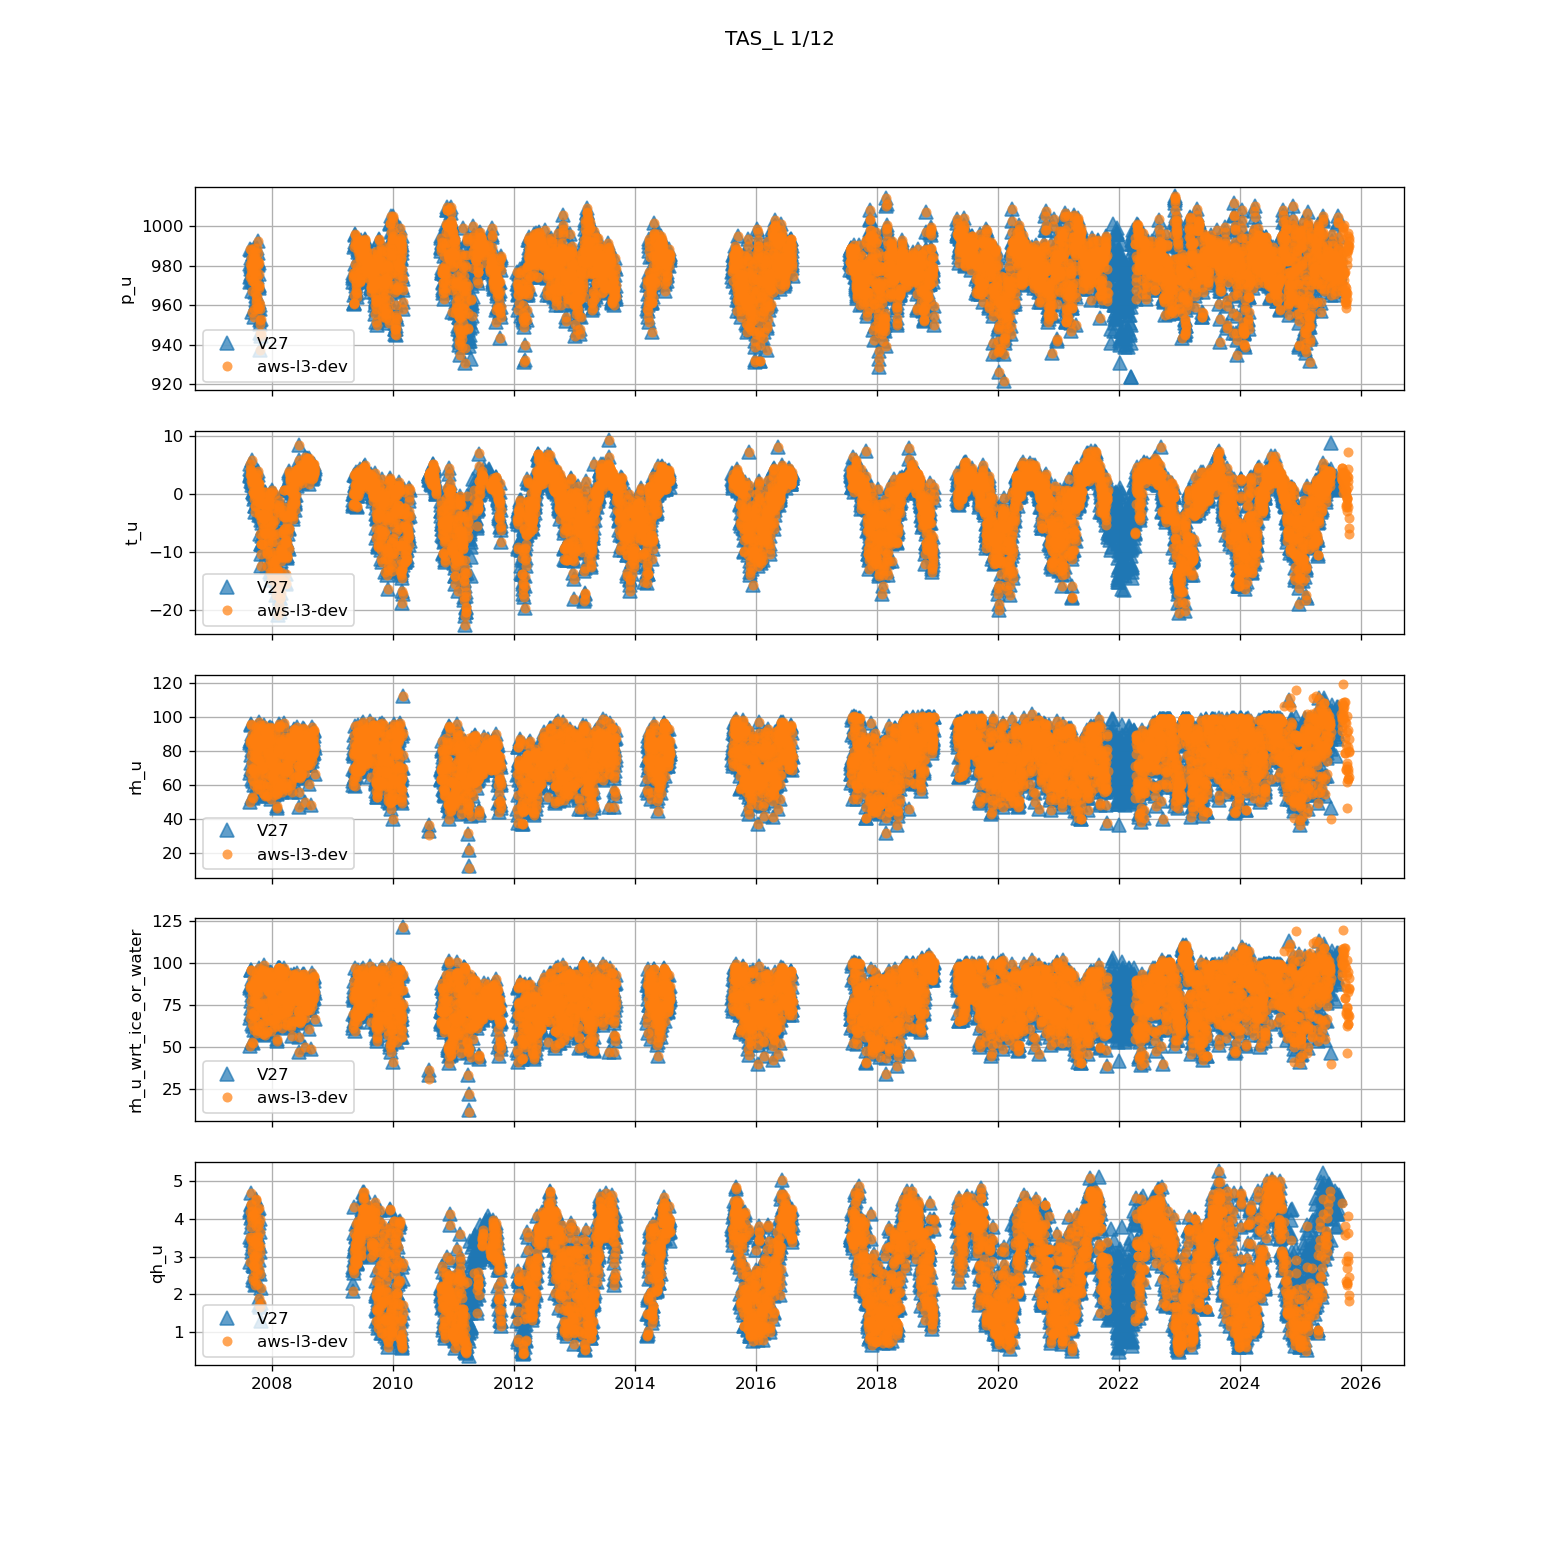 TAS_L 1/12
1000
980
960
940
920
p_u
V27
aws-l3-dev
10
0
−10
−20
t_u
V27
aws-l3-dev
120
100
80
60
40
20
rh_u
V27
aws-l3-dev
125
100
75
50
25
rh_u_wrt_ice_or_water
V27
aws-l3-dev
5
4
3
2
1
qh_u
V27
aws-l3-dev
2008 2010 2012 2014 2016 2018 2020 2022 2024 2026